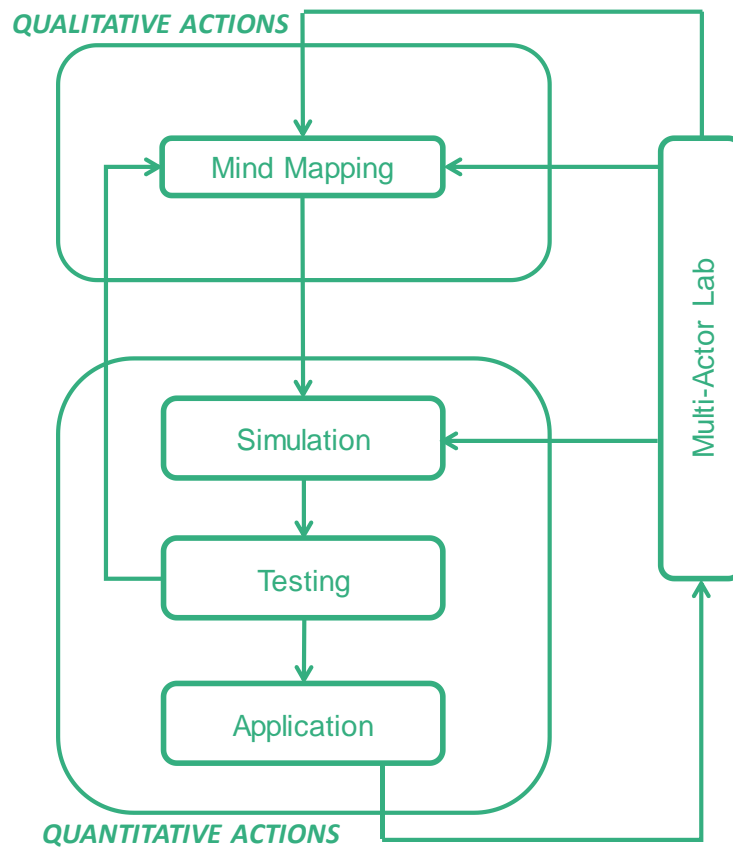 QUALITATIVE ACTIONS
Mind Mapping
Multi-Actor Lab
Simulation
Testing
Application
QUANTITATIVE ACTIONS